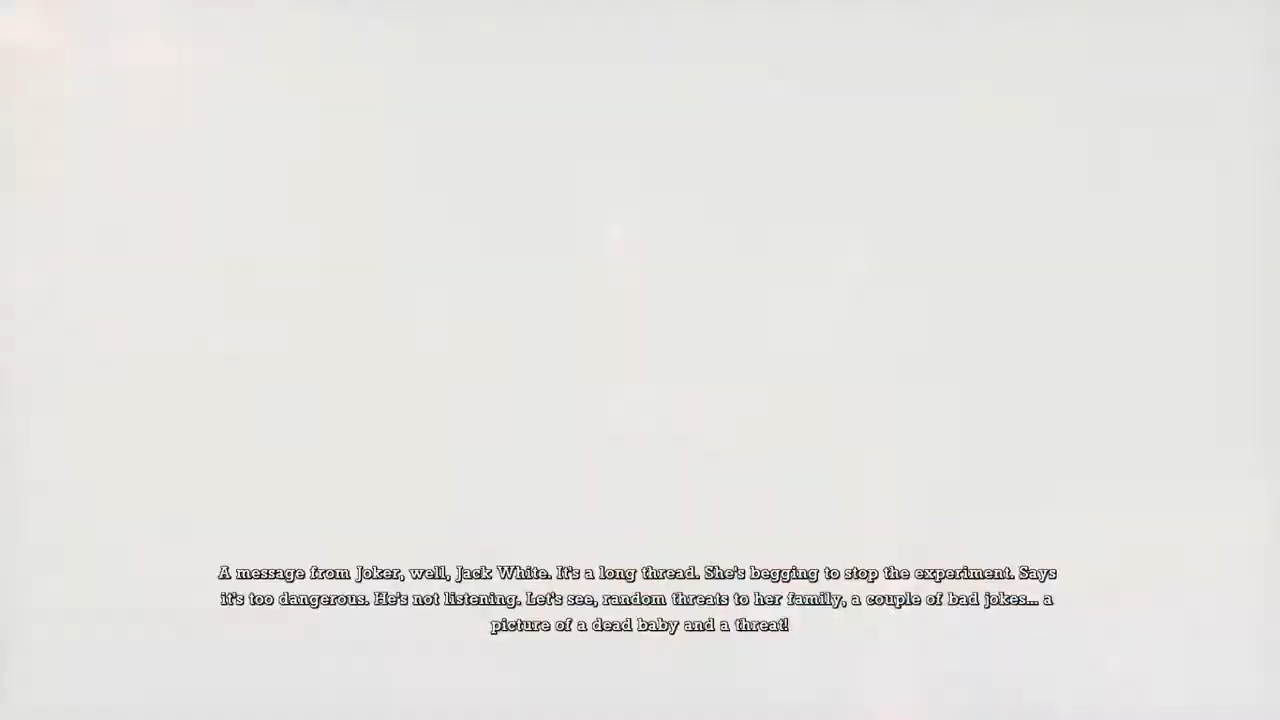 A message from Joker, well, Jack White. It's a long thread. She's begging to stop the experiment. Says
it's too dangerous. He's not listening. Let's see, random threats to her family, a couple of bad jokes... a
picture of a dead baby and a threat!